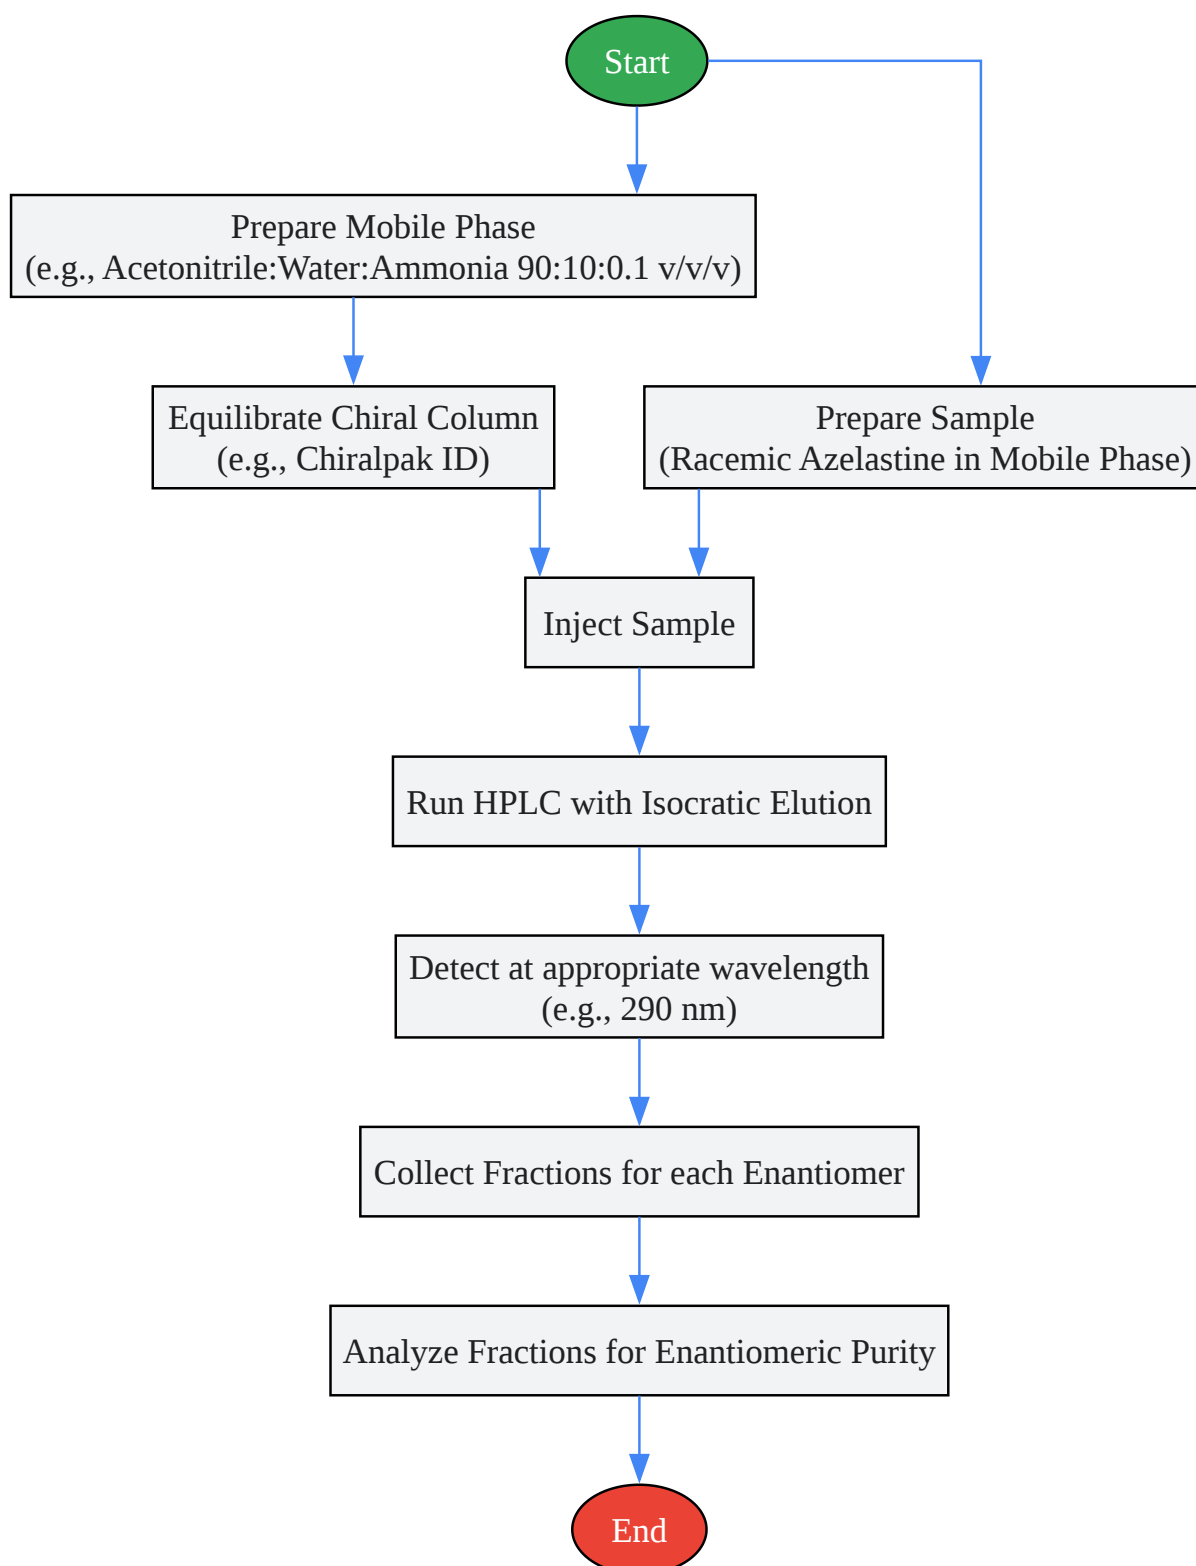 Start
Prepare Mobile Phase
(e.g., Acetonitrile:Water:Ammonia 90:10:0.1 v/v/v)
Equilibrate Chiral Column
(e.g., Chiralpak ID)
Prepare Sample
(Racemic Azelastine in Mobile Phase)
Inject Sample
Run HPLC with Isocratic Elution
Detect at appropriate wavelength
(e.g., 290 nm)
Collect Fractions for each Enantiomer
Analyze Fractions for Enantiomeric Purity
End